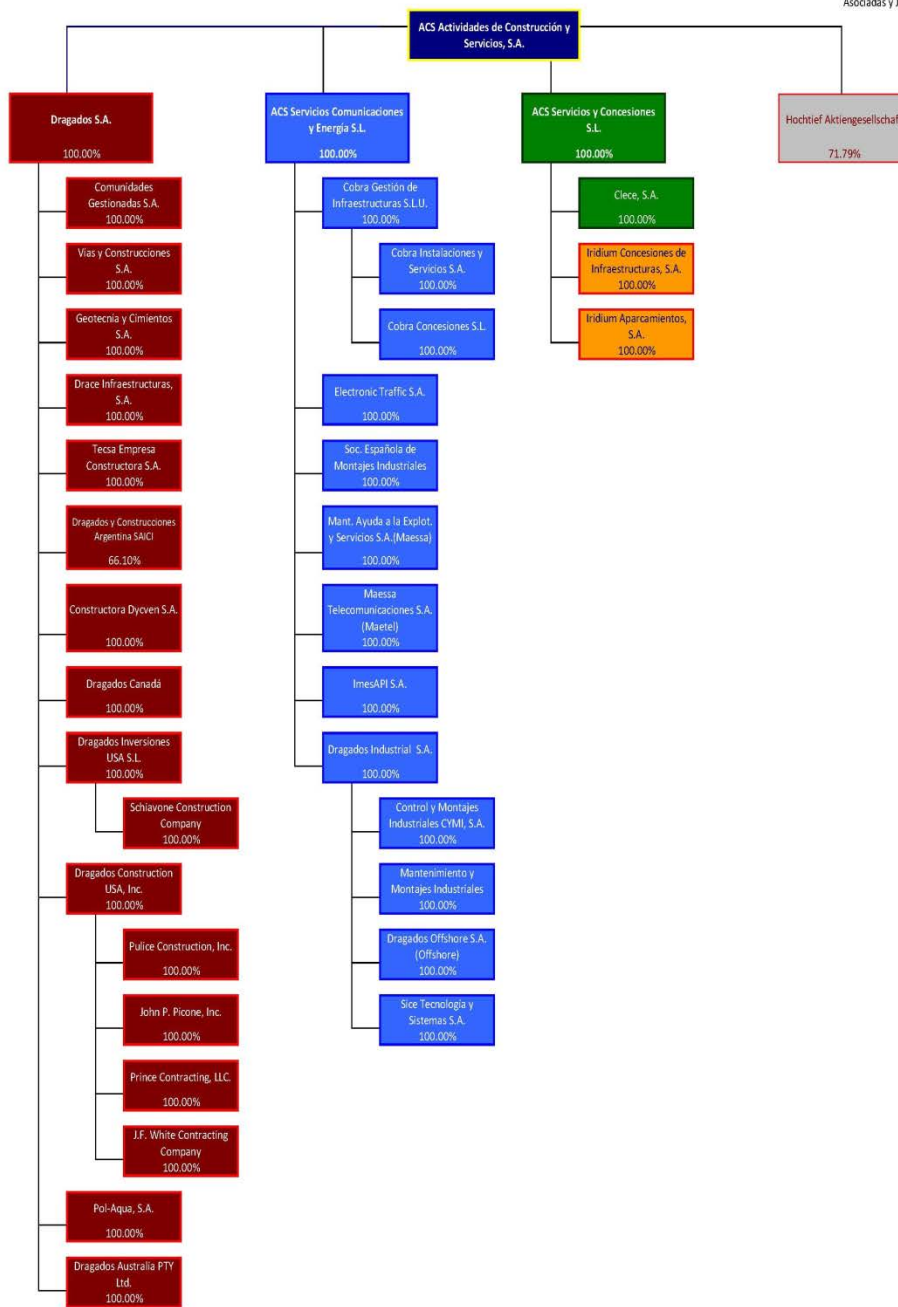 Asociadas y J
ACS Actividades de Construcción y
Servicios, S.A.
Dragados S.A.
100.00%
ACS Servicios Comunicaciones
y Energía S.L.
100.00%
ACS Servicios y Concesiones
S.L.
100.00%
Hochtief Aktiengesellschaf
71.79%
Comunidades
Gestionadas S.A.
100.00%
Vias y Construcciones
S.A.
100.00%
Geotecnia y Cimientos
S.A.
100.00%
Drace Infraestructuras,
S.A.
100.00%
Tecsa Empresa
Constructora S.A.
100.00%
Dragados y Construcciones
Argentina SAICI
66.10%
Constructora Dycven S.A.
100.00%
Dragados Canadá
100.00%
Dragados Inversiones
USA S.L.
100.00%
Schiavone Construction
Company
100.00%
Dragados Construction
USA, Inc.
100.00%
Pulice Construction, Inc.
100.00%
John P. Picone, Inc.
100.00%
Prince Contracting, LLC.
100.00%
J.F. White Contracting
Company
100.00%
Pol-Aqua, S.A.
100.00%
Dragados Australia PTY
Ltd.
100.00%
Cobra Gestión de
Infraestructuras S.L.U.
100.00%
Cobra Instalaciones y
Servicios S.A.
100.00%
Cobra Concesiones S.L.
100.00%
Electronic Traffic S.A.
100.00%
Soc. Española de
Montajes Industriales
100.00%
Mant. Ayuda a la Explot.
y Servicios S.A.(Maessa)
100.00%
Maessa
Telecomunicaciones S.A.
(Maetel)
100.00%
ImesAPI S.A.
100.00%
Dragados Industrial S.A.
100.00%
Control y Montajes
Industriales CYMI, S.A.
100.00%
Mantenimiento y
Montajes Industriales
100.00%
Dragados Offshore S.A.
(Offshore)
100.00%
Sice Tecnología y
Sistemas S.A.
100.00%
Clece, S.A.
100.00%
Iridium Concesiones de
Infraestructuras, S.A.
100.00%
Iridium Aparcamientos,
S.A.
100.00%